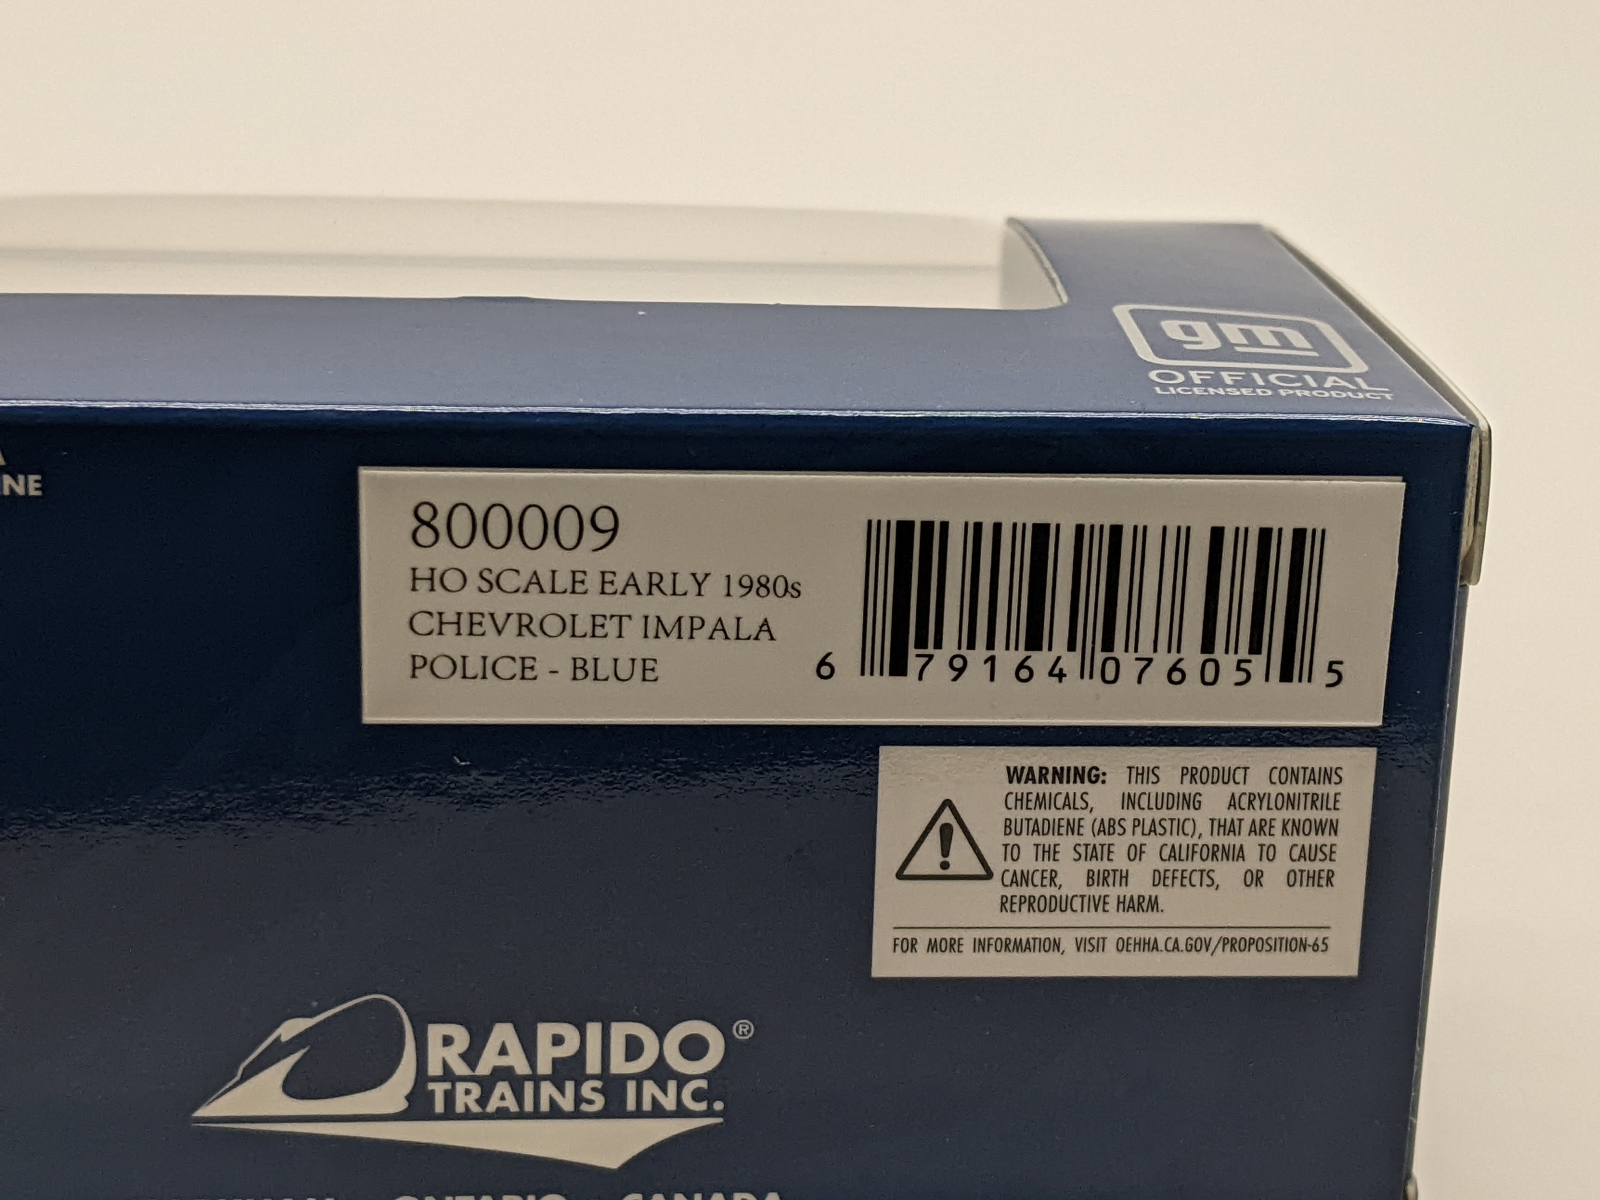 gm
OFFICIAL
LICENSED PRODUCT
800009
HO SCALE EARLY 1980s
CHEVROLET IMPALA
POLICE - BLUE
6 79164 07605 5
WARNING: THIS PRODUCT CONTAINS
CHEMICALS, INCLUDING ACRYLONITRILE
BUTADIENE (ABS PLASTIC), THAT ARE KNOWN
TO THE STATE OF CALIFORNIA TO CAUSE
CANCER, BIRTH DEFECTS, OR OTHER
REPRODUCTIVE HARM.
FOR MORE INFORMATION, VISIT OEHHA.CA.GOV/PROPOSITION-65
RAPIDO®
TRAINS INC.
ONTARIO CANADA